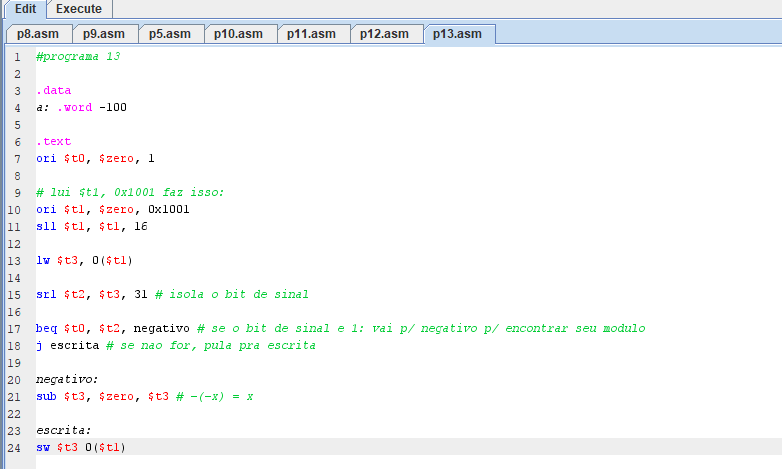 Edit Execute
p8.asm p9.asm p5.asm p10.asm p11.asm p12.asm p13.asm
1 #programa 13
2
3 .data
4 a: .word -100
5
6 .text
7 ori $t0, $zero, 1
8
9 # lui $t1, 0x1001 faz isso:
10 ori $t1, $zero, 0x1001
11 sll $t1, $t1, 16
12
13 lw $t3, 0($t1)
14
15 srl $t2, $t3, 31 # isola o bit de sinal
16
17 beq $t0, $t2, negativo # se o bit de sinal e 1: vai p/ negativo p/ encontrar seu modulo
18 j escrita # se nao for, pula pra escrita
19
20 negativo:
21 sub $t3, $zero, $t3 # -(-x) = x
22
23 escrita:
24 sw $t3 0($t1)